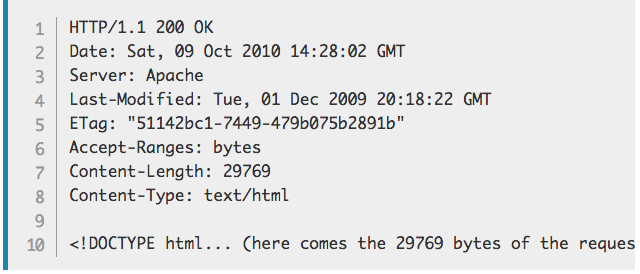 1 HTTP/1.1 200 OK
2 Date: Sat, 09 Oct 2010 14:28:02 GMT
3 Server: Apache
4 Last-Modified: Tue, 01 Dec 2009 20:18:22 GMT
5 ETag: "51142bc1-7449-479b075b2891b"
6 Accept-Ranges: bytes
7 Content-Length: 29769
8 Content-Type: text/html
9
10 <!DOCTYPE html... (here comes the 29769 bytes of the reques